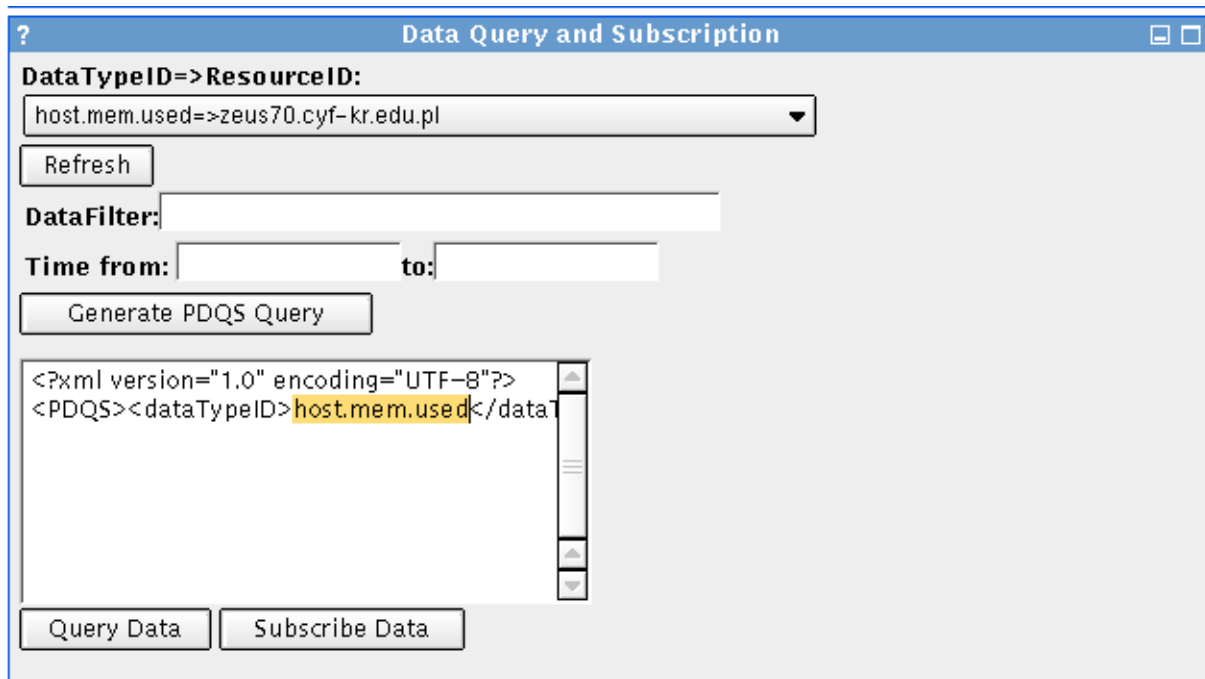 ? Data Query and Subscription
DataTypeID=>ResourceID:
host.mem.used=>zeus70.cyf-kr.edu.pl
Refresh
DataFilter:
Time from: to:
Generate PDQS Query
<?xml version="1.0" encoding="UTF-8"?>
<PDQS><dataTypeID>host.mem.used</dataT
Query Data Subscribe Data